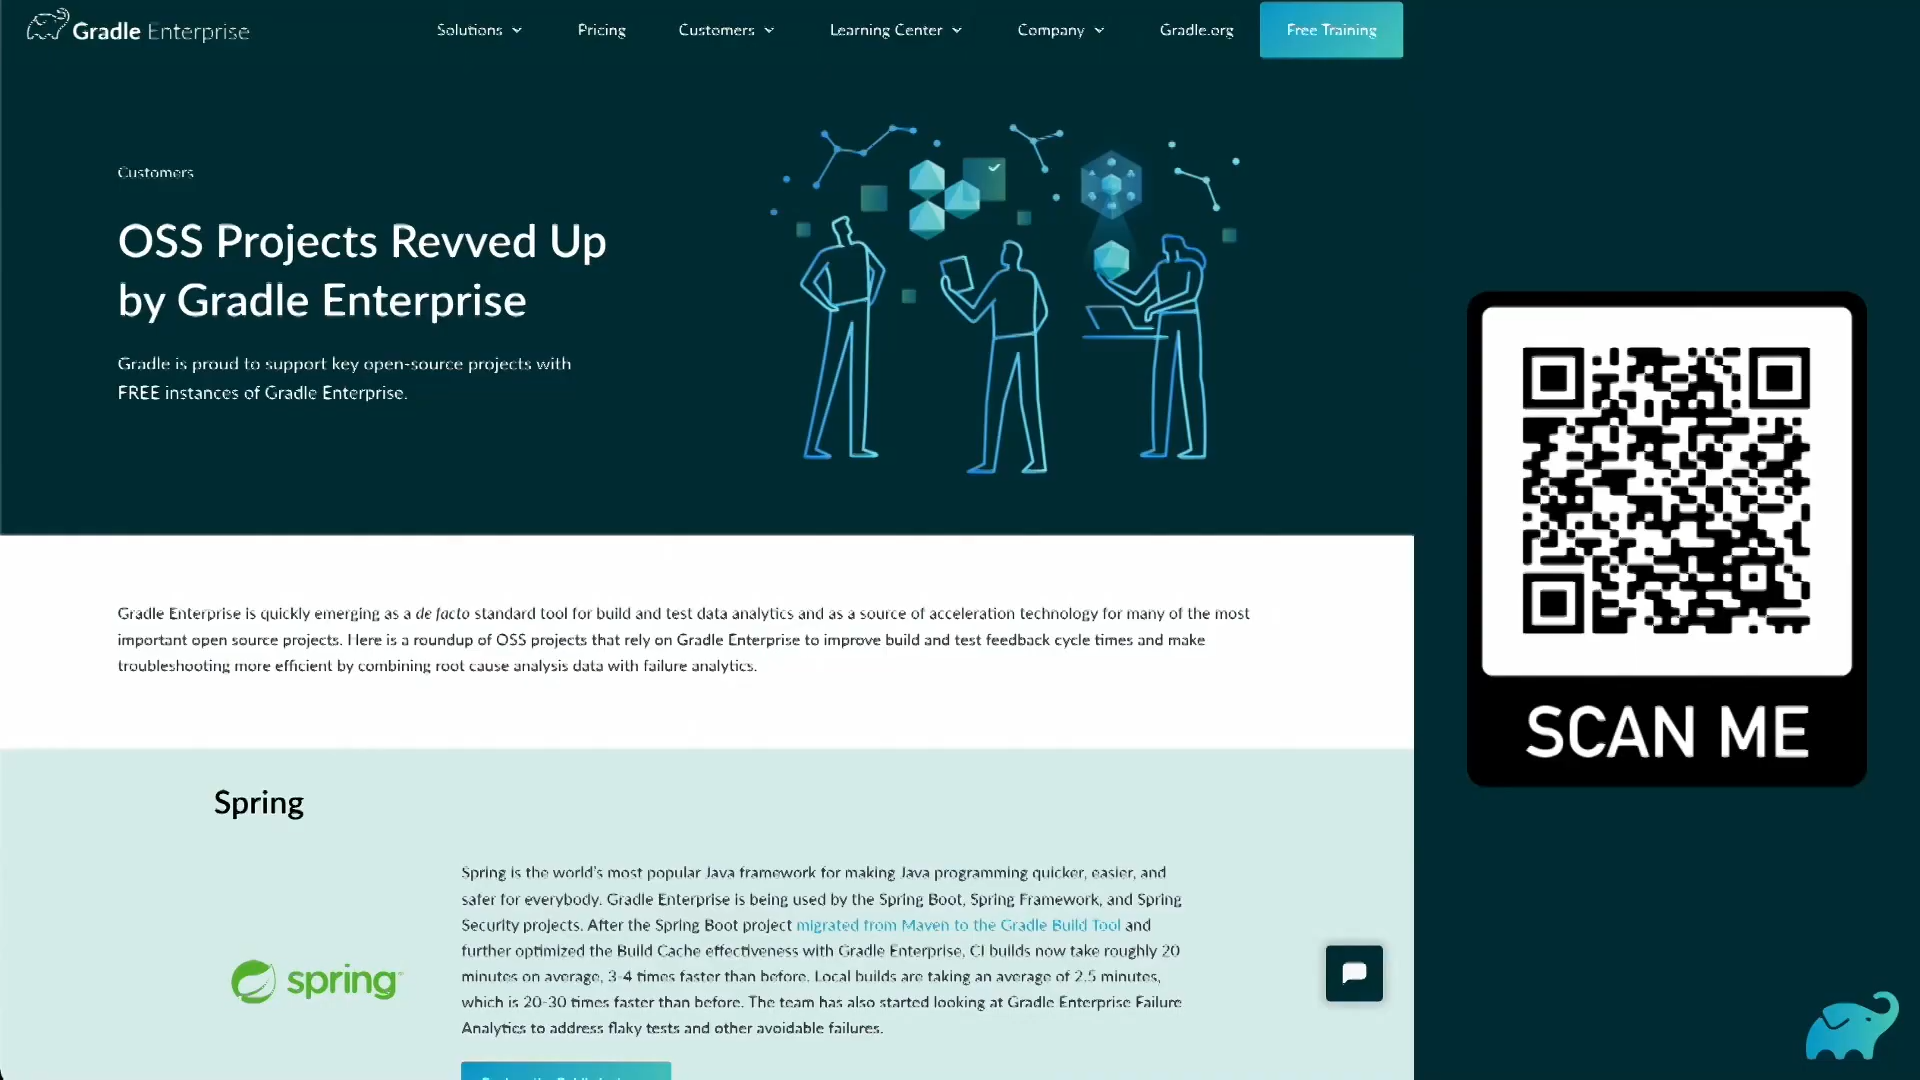 Gradle Enterprise
Solutions
Pricing
Customers
Learning Center
Company
Gradle.org
Free Training
Customers
OSS Projects Revved Up
by Gradle Enterprise
Gradle is proud to support key open-source projects with
FREE instances of Gradle Enterprise.
Gradle Enterprise is quickly emerging as a de facto standard tool for build and test data analytics and as a source of acceleration technology for many of the most
important open source projects. Here is a roundup of OSS projects that rely on Gradle Enterprise to improve build and test feedback cycle times and make
troubleshooting more efficient by combining root cause analysis data with failure analytics.
Spring
Spring is the world's most popular Java framework for making Java programming quicker, easier, and
safer for everybody. Gradle Enterprise is being used by the Spring Boot, Spring Framework, and Spring
Security projects. After the Spring Boot project migrated from Maven to the Gradle Build Tool and
further optimized the Build Cache effectiveness with Gradle Enterprise, CI builds now take roughly 20
minutes on average, 3-4 times faster than before. Local builds are taking an average of 2.5 minutes,
which is 20-30 times faster than before. The team has also started looking at Gradle Enterprise Failure
Analytics to address flaky tests and other avoidable failures.
spring
SCAN ME